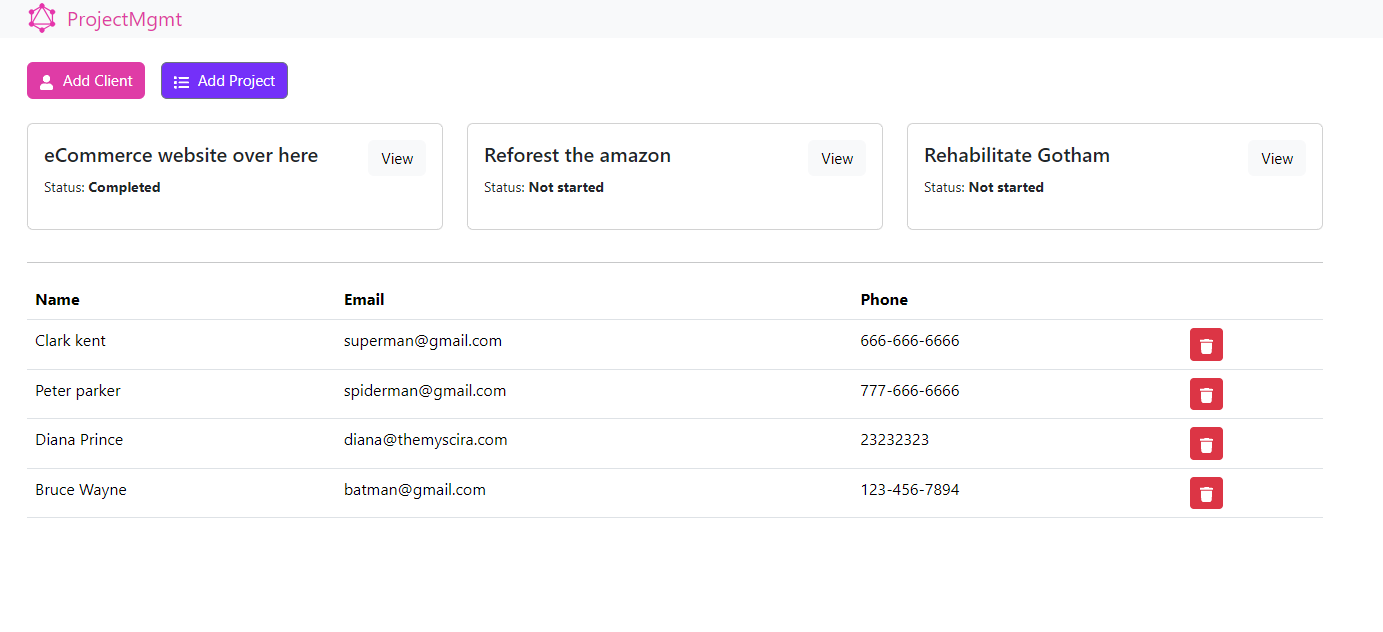 ProjectMgmt
Add Client Add Project
eCommerce website over here View
Status: Completed
Reforest the amazon View
Status: Not started
Rehabilitate Gotham View
Status: Not started
Name Email Phone
Clark kent superman@gmail.com 666-666-6666
Peter parker spiderman@gmail.com 777-666-6666
Diana Prince diana@themyscira.com 23232323
Bruce Wayne batman@gmail.com 123-456-7894